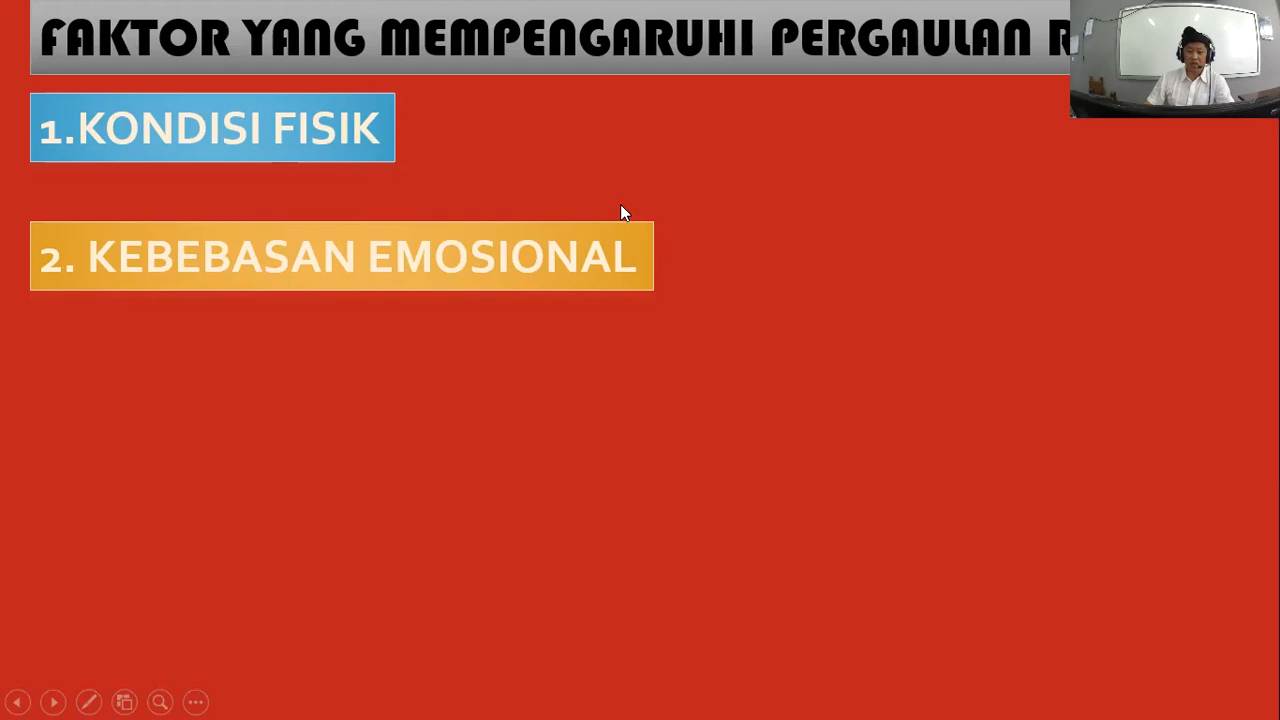 FAKTOR YANG MEMPENGARUHI PERGAULAN
1.KONDISI FISIK
2. KEBEBASAN EMOSIONAL